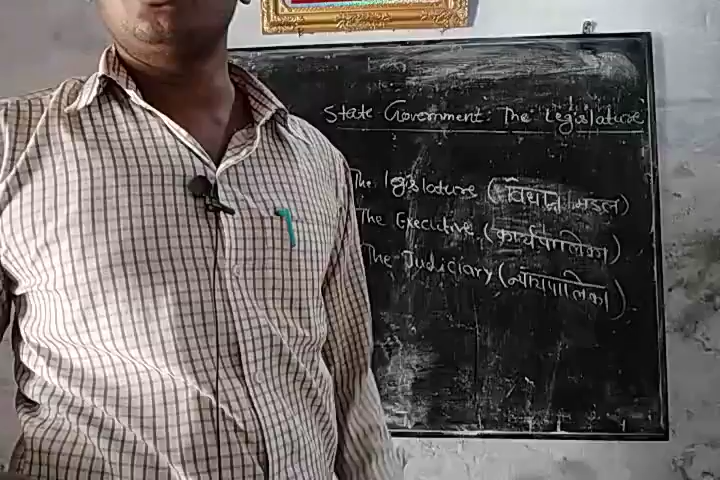 State Government: The Legislature
The legislature (विधान मंडल)
The Executive (कार्यपालिका)
The Judiciary (न्यायपालिका)